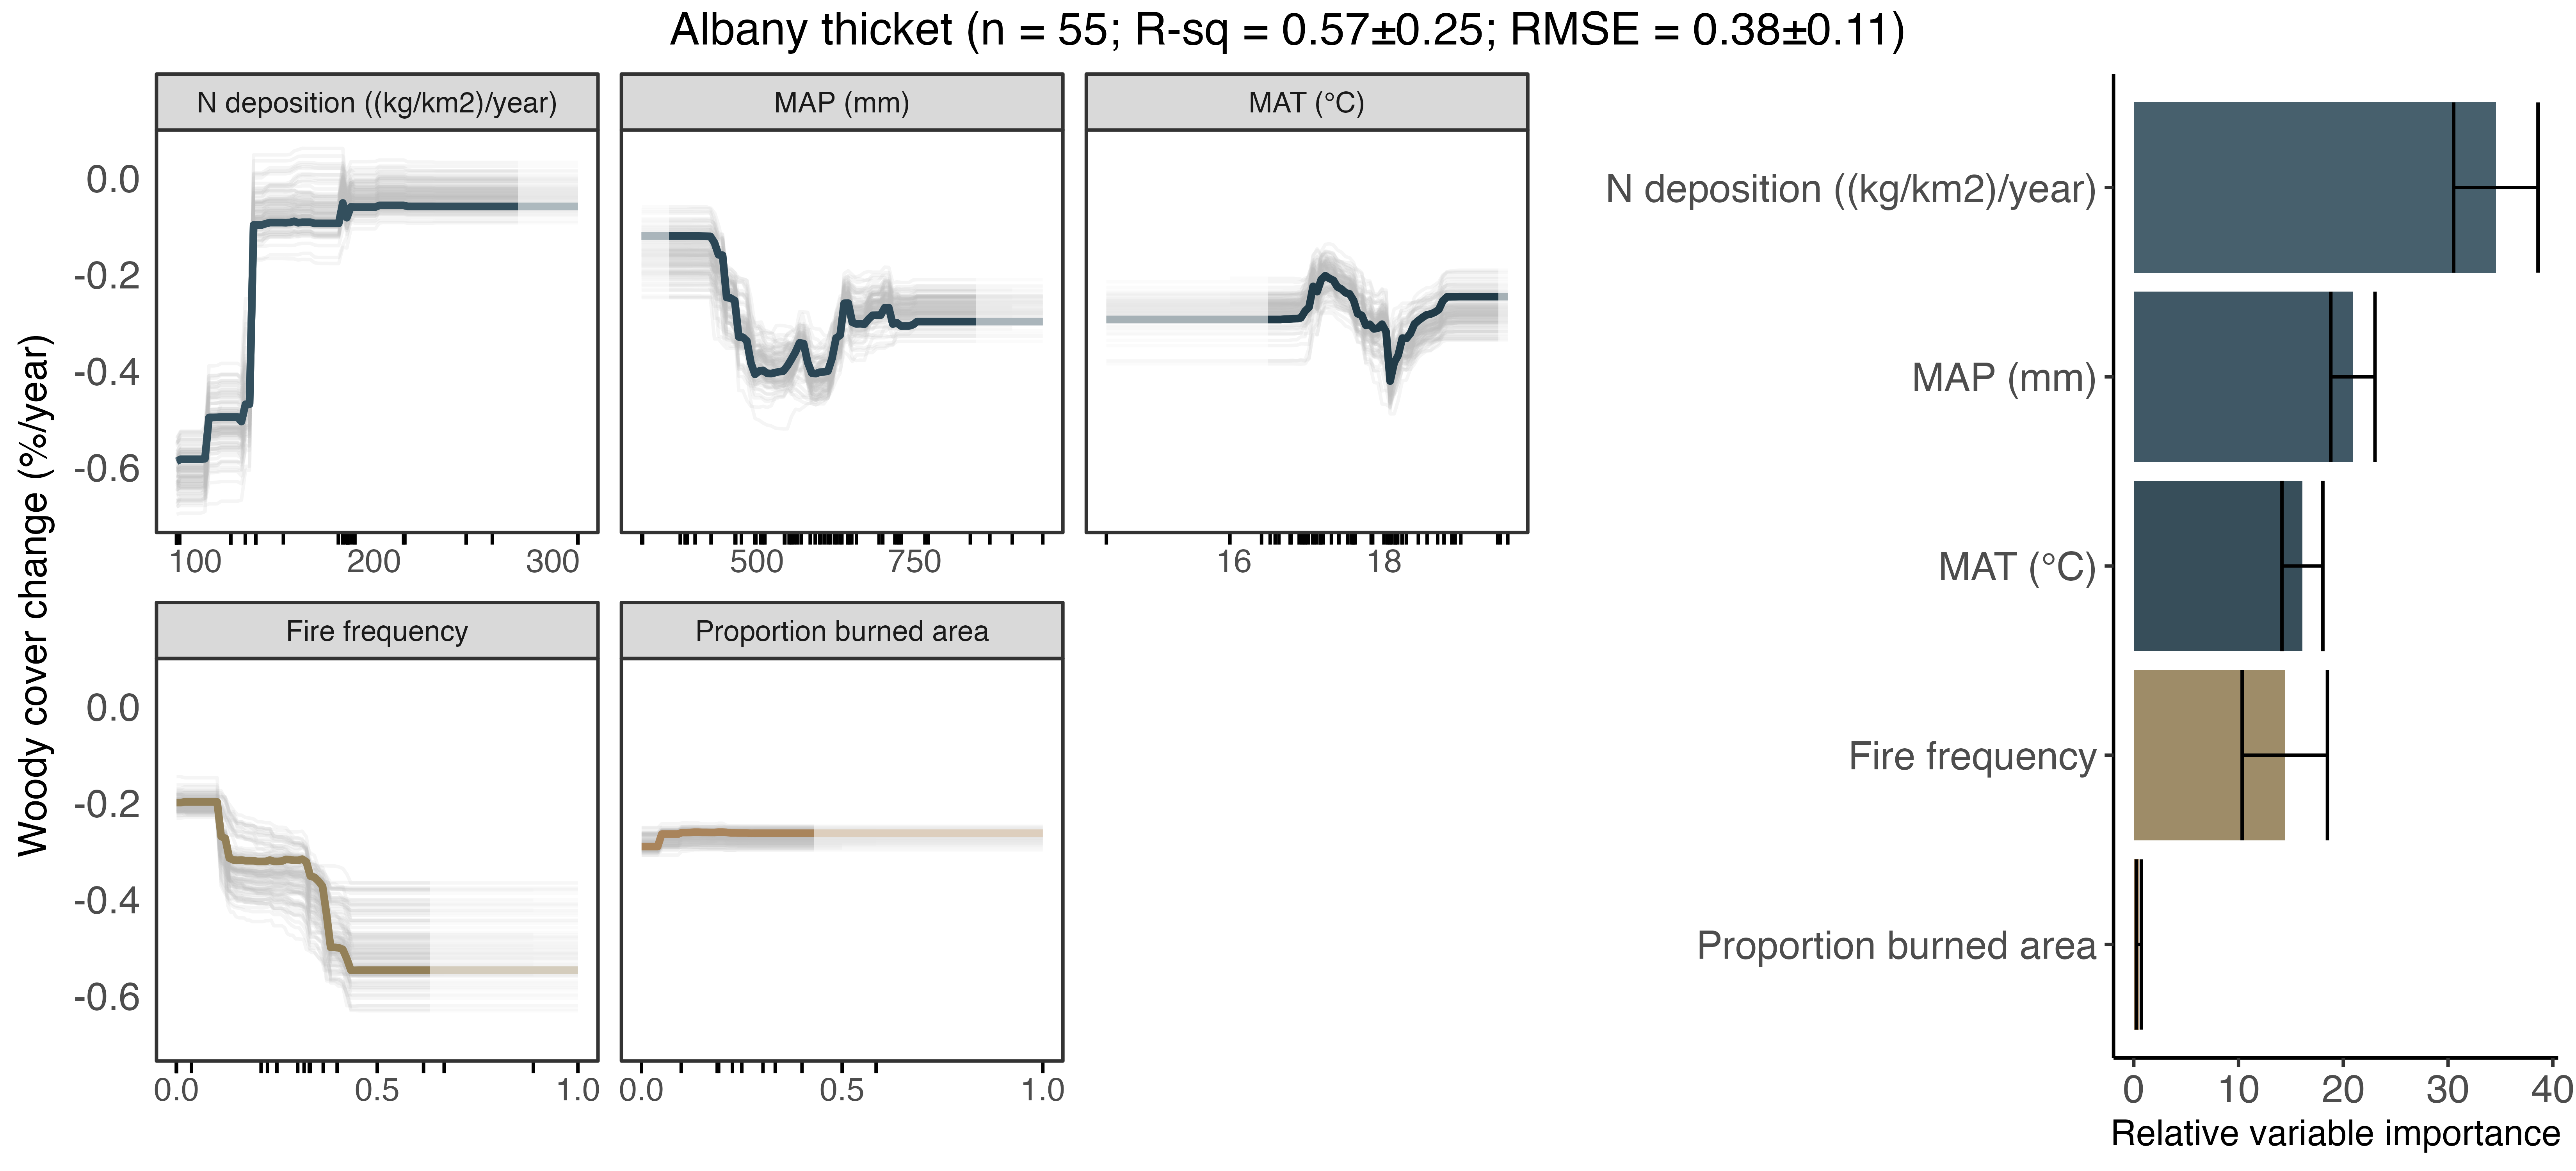 Albany thicket (n = 55; R-sq = 0.57±0.25; RMSE = 0.38±0.11)
Woody cover change (%/year)
N deposition ((kg/km2)/year)
MAP (mm)
MAT (°C)
0.0
-0.2
-0.4
-0.6
100 200 300
500 750
16 18
Fire frequency
Proportion burned area
0.0
-0.2
-0.4
-0.6
0.0 0.5 1.0
0.0 0.5 1.0
N deposition ((kg/km2)/year)
MAP (mm)
MAT (°C)
Fire frequency
Proportion burned area
0 10 20 30 40
Relative variable importance